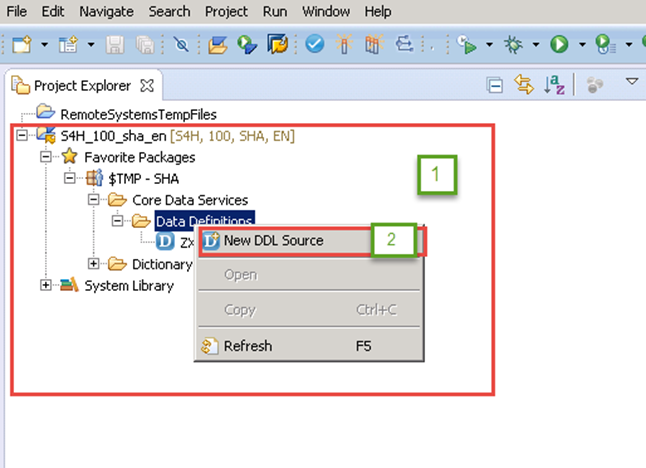 File Edit Navigate Search Project Run Window Help
Project Explorer
RemoteSystemsTempFiles
S4H_100_sha_en [S4H, 100, SHA, EN]
Favorite Packages
1
$TMP - SHA
Core Data Services
Data Definitions
New DDL Source 2
Dictionary
Open
System Library
Copy Ctrl+C
Refresh F5